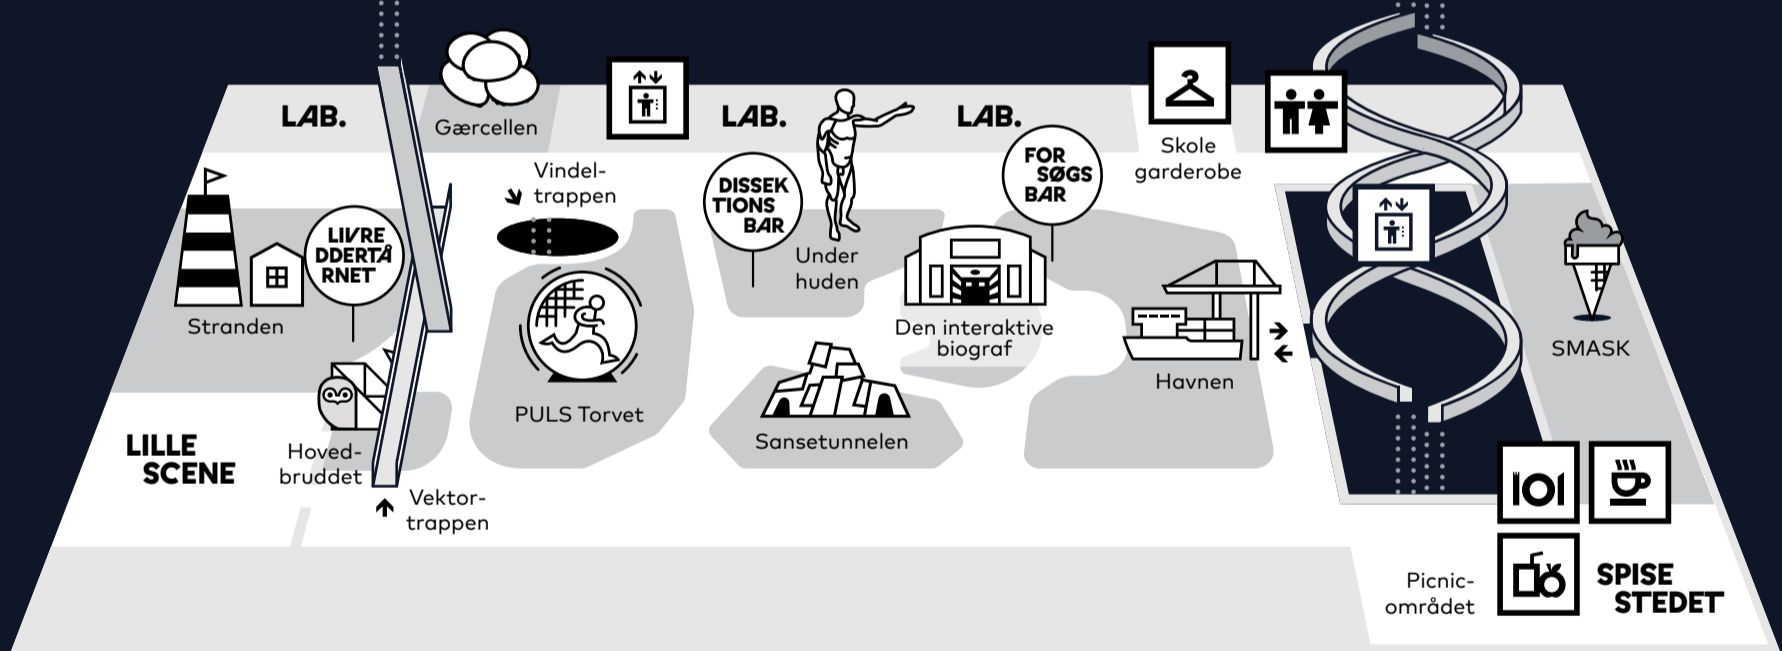 LAB.
Gærcellen
LAB.
LAB.
Skole
garderobe
Vindel-
trappen
DISSEK
TIONS
BAR
FOR
SØGS
BAR
LIVRE
DDERTÅ
RNET
Under
huden
Stranden
Den interaktive
biograf
SMASK
Havnen
PULS Torvet
Sansetunnelen
LILLE
SCENE
Hoved-
bruddet
Vektor-
trappen
Picnic-
området
SPISE
STEDET